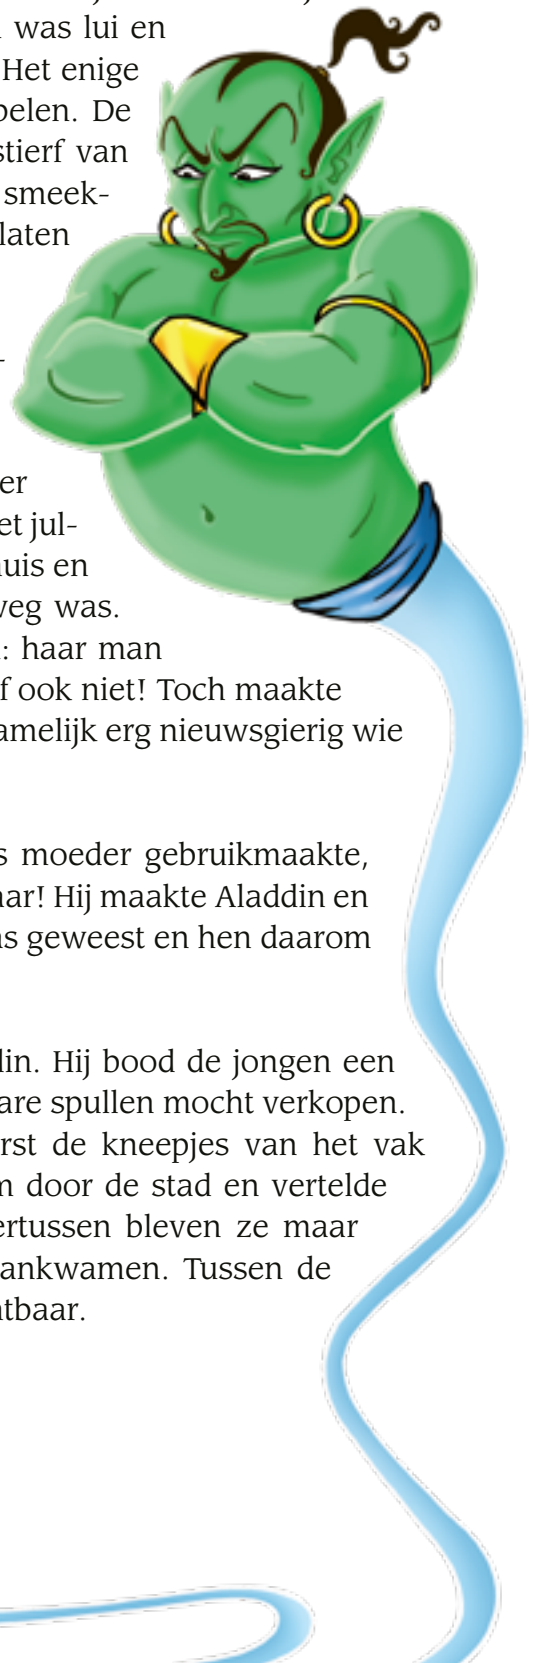 was lui en
Het enige
pelen. De
stierf van
smeek-
laten
-
er
et jul-
huis en
weg was.
: haar man
f ook niet! Toch maakte
amelijk erg nieuwsgierig wie
s moeder gebruikmaakte,
aar! Hij maakte Aladdin en
as geweest en hen daarom
din. Hij bood de jongen een
are spullen mocht verkopen.
rst de kneepjes van het vak
m door de stad en vertelde
ertussen bleven ze maar
ankwamen. Tussen de
htbaar.